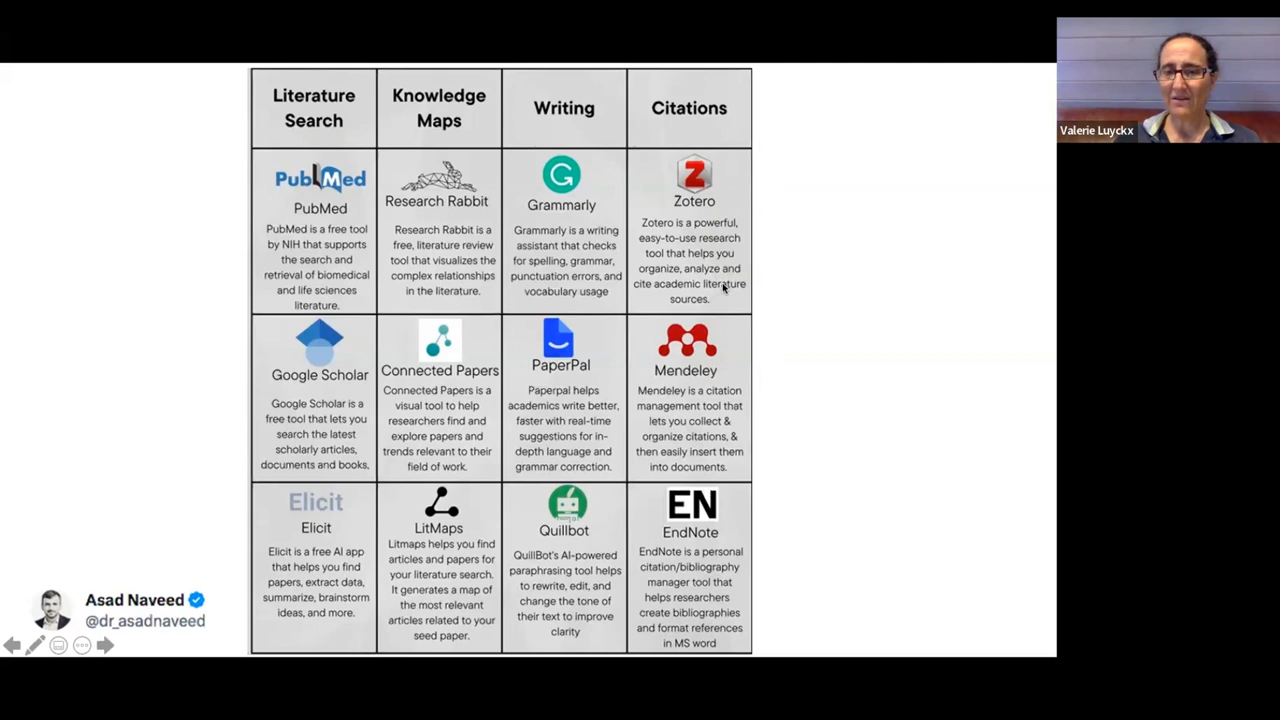 Literature
Search
Knowledge
Maps
Writing
Citations
PubMed
PubMed
PubMed is a free tool
by NIH that supports
the search and
retrieval of biomedical
and life sciences
literature.
Research Rabbit
Research Rabbit is a
free, literature review
tool that visualizes the
complex relationships
in the literature.
G
Grammarly
Grammarly is a writing
assistant that checks
for spelling, grammar,
punctuation errors, and
vocabulary usage
Z
Zotero
Zotero is a powerful,
easy-to-use research
tool that helps you
organize, analyze and
cite academic literature
sources.
Google Scholar
Google Scholar is a
free tool that lets you
search the latest
scholarly articles,
documents and books,
Connected Papers
Connected Papers is a
visual tool to help
researchers find and
explore papers and
trends relevant to their
field of work.
PaperPal
Paperpal helps
academics write better,
faster with real-time
suggestions for in-
depth language and
grammar correction.
Mendeley
Mendeley is a citation
management tool that
lets you collect &
organize citations, &
then easily insert them
into documents.
Elicit
Elicit
Elicit is a free AI app
that helps you find
papers, extract data,
summarize, brainstorm
ideas, and more.
LitMaps
Litmaps helps you find
articles and papers for
your literature search.
It generates a map of
the most relevant
articles related to your
seed paper.
Quillbot
QuillBot's AI-powered
paraphrasing tool helps
to rewrite, edit, and
change the tone of
their text to improve
clarity
EN
EndNote
EndNote is a personal
citation/bibliography
manager tool that
helps researchers
create bibliographies
and format references
in MS word
Asad Naveed
@dr_asadnaveed
Valerie Luyckx